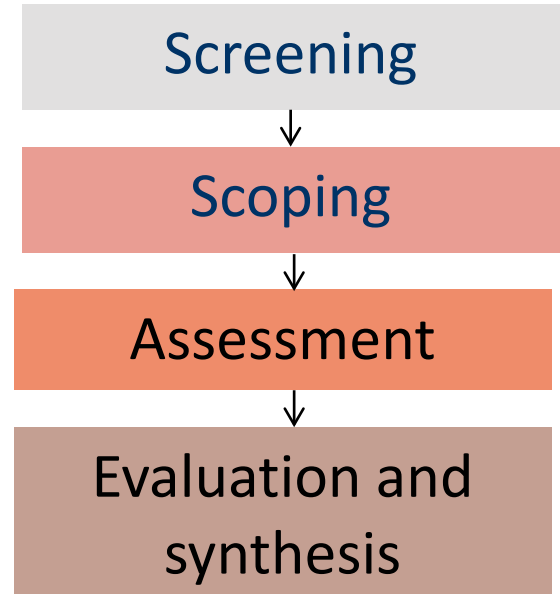 Screening
Scoping
Assessment
Evaluation and
synthesis